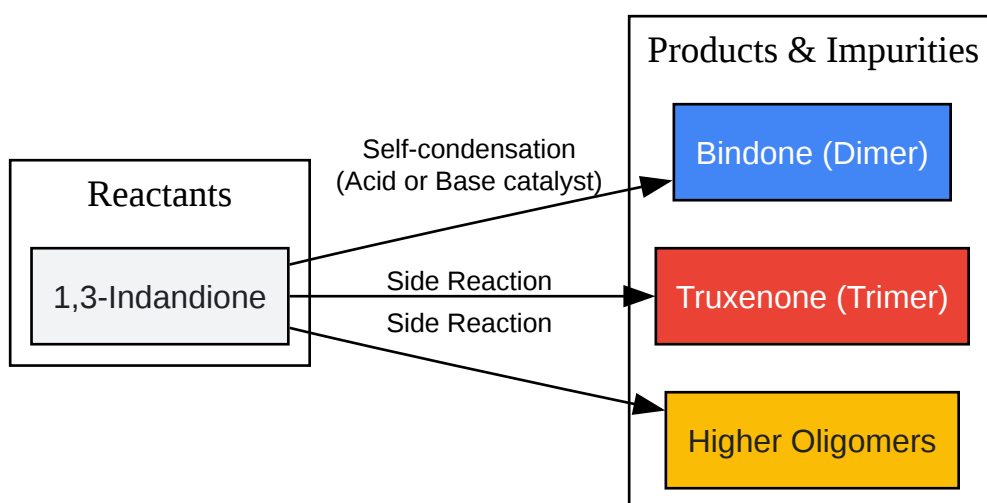 Products & Impurities
Bindone (Dimer)
Self-condensation
(Acid or Base catalyst)
Reactants
1,3-Indandione
Side Reaction
Truxenone (Trimer)
Side Reaction
Higher Oligomers